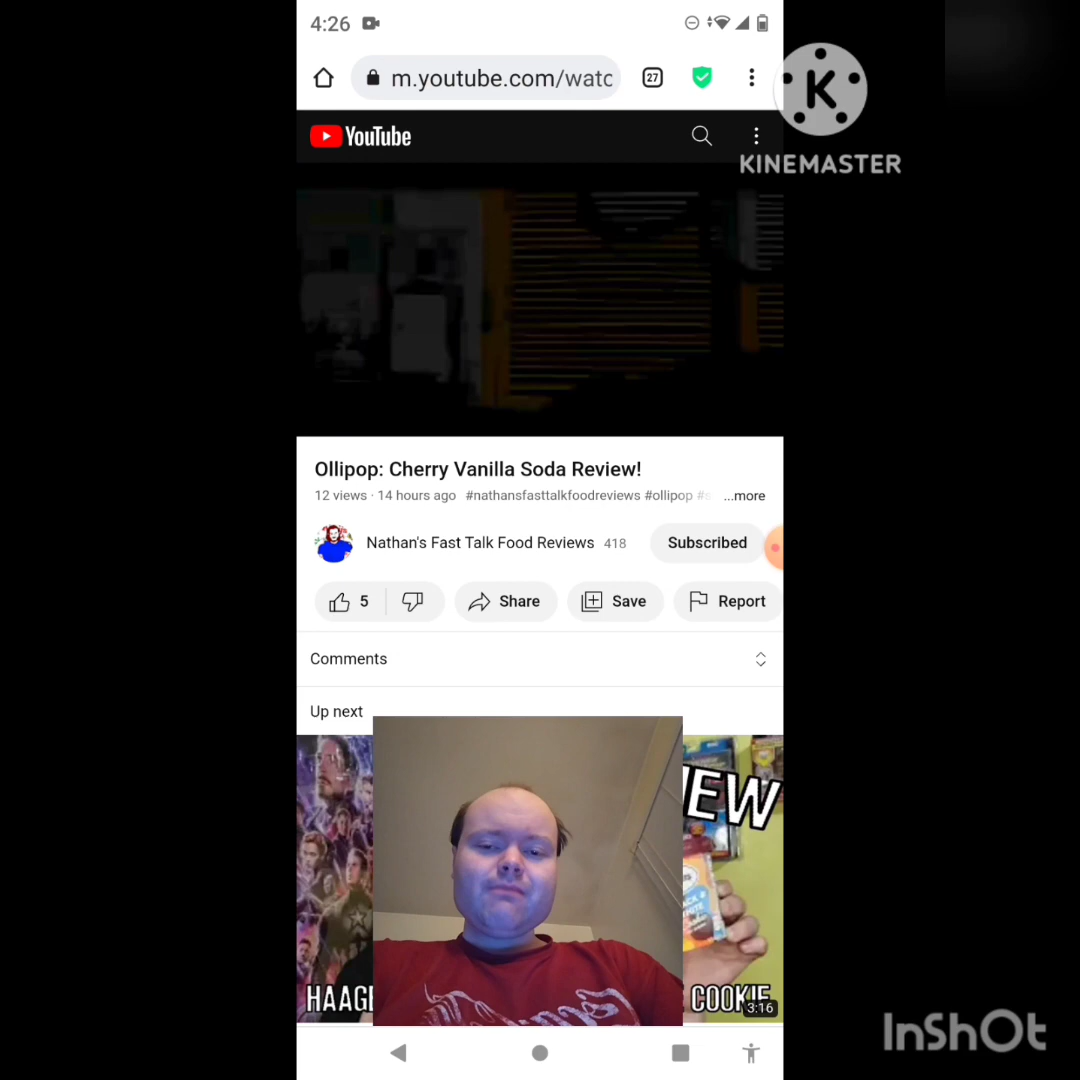 4:26
m.youtube.com/watc
27
K
KINEMASTER
YouTube
Ollipop: Cherry Vanilla Soda Review!
12 views · 14 hours ago #nathansfasttalkfoodreviews #ollipop #s ...more
Nathan's Fast Talk Food Reviews 418
Subscribed
5
Share
Save
Report
Comments
Up next
IEW
HAAG
COOKIE
3:16
InShOt